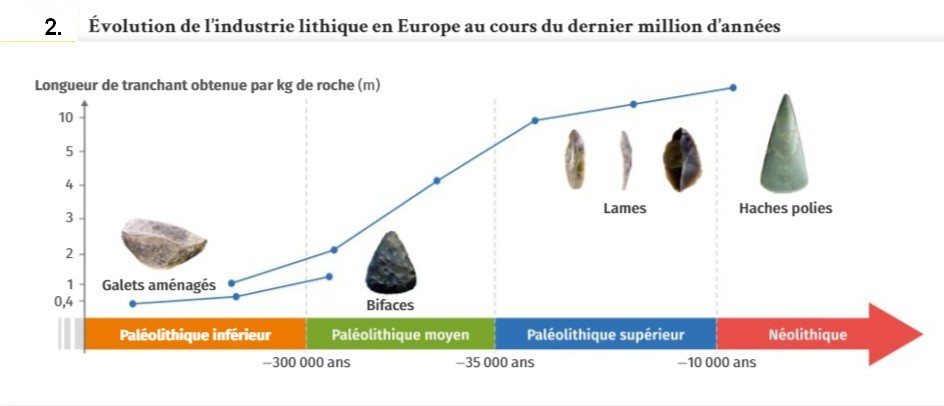 2. Évolution de l'industrie lithique en Europe au cours du dernier million d'années
Longueur de tranchant obtenue par kg de roche (m)
10
5
4
3
2
1
0,4
Galets aménagés
Bifaces
Lames
Haches polies
Paléolithique inférieur
Paléolithique moyen
Paléolithique supérieur
Néolithique
–300 000 ans
–35 000 ans
–10 000 ans